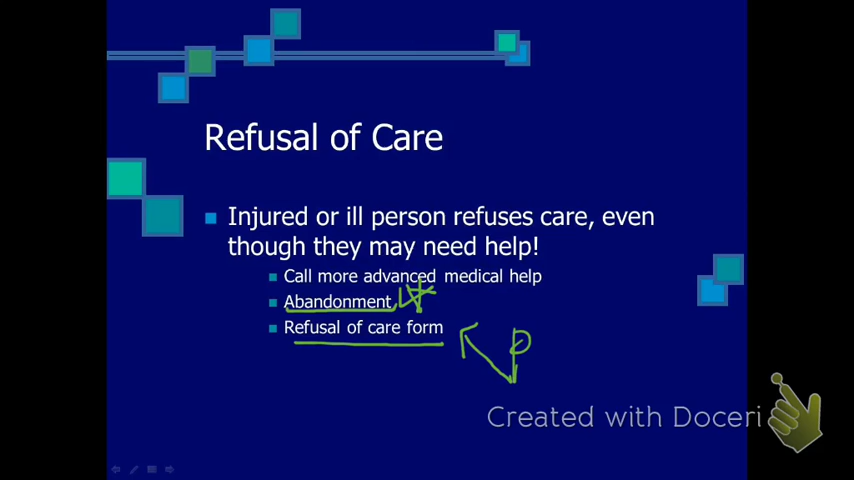 Refusal of Care
Injured or ill person refuses care, even
though they may need help!
Call more advanced medical help
Abandonment
Refusal of care form
p
Created with Doceri